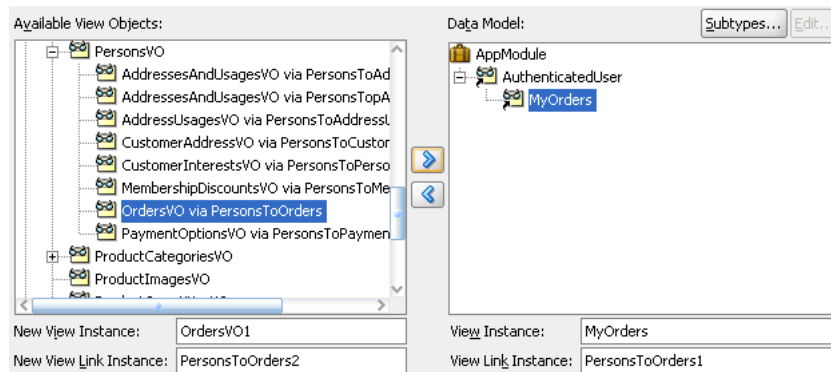 Available View Objects:
Data Model:
Subtypes...
Edit...
PersonsVO
AddressesAndUsagesVO via PersonsToAd
AddressesAndUsagesVO via PersonsTopA
AddressUsagesVO via PersonsToAddressU
CustomerAddressVO via PersonsToCustor
CustomerInterestsVO via PersonsToPerso
MembershipDiscountsVO via PersonsToMe
OrdersVO via PersonsToOrders
PaymentOptionsVO via PersonsToPaymen
ProductCategoriesVO
ProductImagesVO
AppModule
AuthenticatedUser
MyOrders
New View Instance:
OrdersVO1
New View Link Instance:
PersonsToOrders2
View Instance:
MyOrders
View Link Instance:
PersonsToOrders1